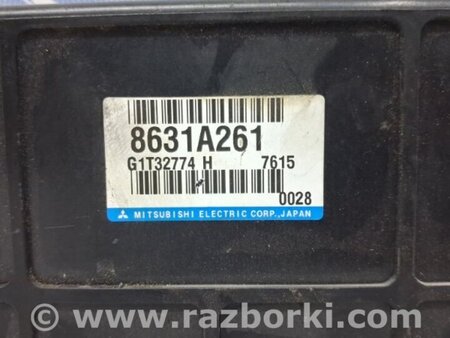 8631A261
G1T32774 H 7615
0028
MITSUBISHI ELECTRIC CORP., JAPAN
© www.razborki.com